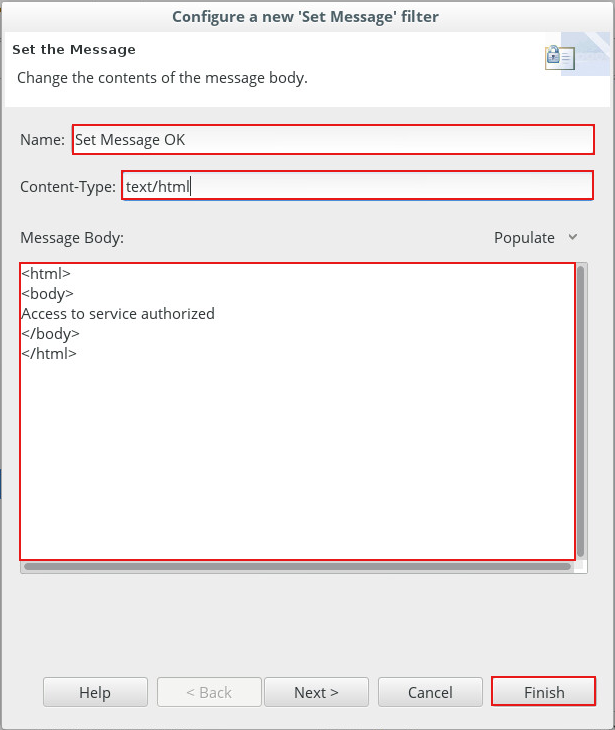 Configure a new 'Set Message' filter
Set the Message
Change the contents of the message body.
Name: Set Message OK
Content-Type: text/html
Message Body: Populate
<html>
<body>
Access to service authorized
</body>
</html>
Help < Back Next > Cancel Finish